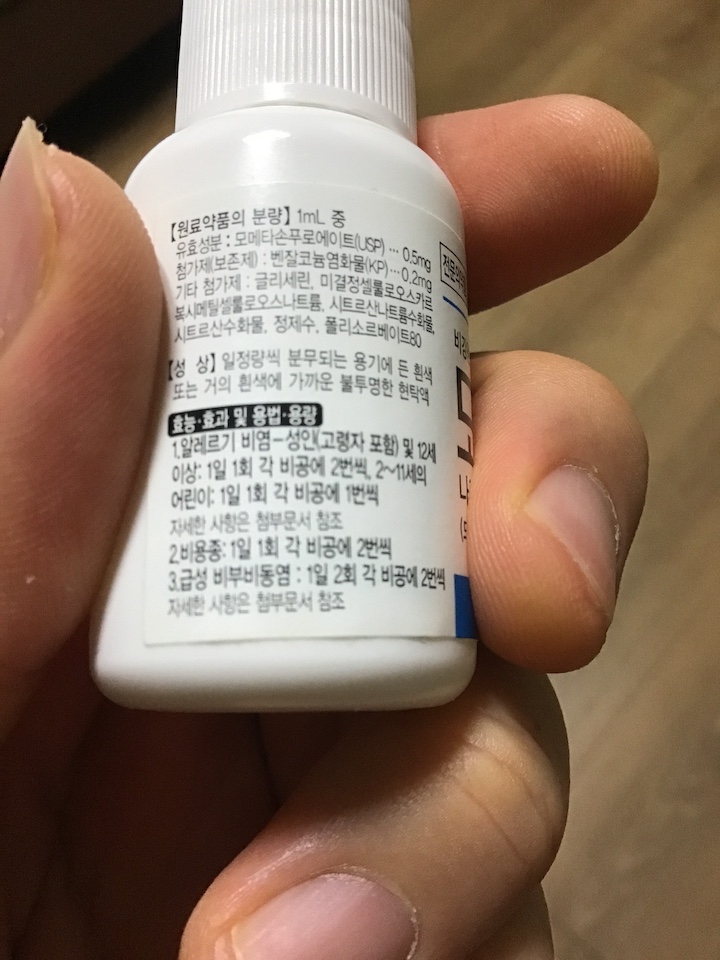 【원료약품의 분량】 1mL 중
유효성분 : 모메타손푸로에이트(USP) … 0.5mg
첨가제(보존제) : 벤잘코늄염화물(KP)…0.2mg
기타 첨가제 : 글리세린, 미결정셀룰로오스카르
복시메틸셀룰로오스나트륨, 시트르산나트륨수화물,
시트르산수화물, 정제수, 폴리소르베이트80
【성 상】 일정량씩 분무되는 용기에 든 흰색
또는 거의 흰색에 가까운 불투명한 현탁액
효능·효과 및 용법·용량
1.알레르기 비염–성인(고령자 포함) 및 12세
이상: 1일 1회 각 비공에 2번씩, 2~11세의
어린이: 1일 1회 각 비공에 1번씩
자세한 사항은 첨부문서 참조
2.비용종: 1일 1회 각 비공에 2번씩
3.급성 비부비동염 : 1일 2회 각 비공에 2번씩
자세한 사항은 첨부문서 참조
전문의